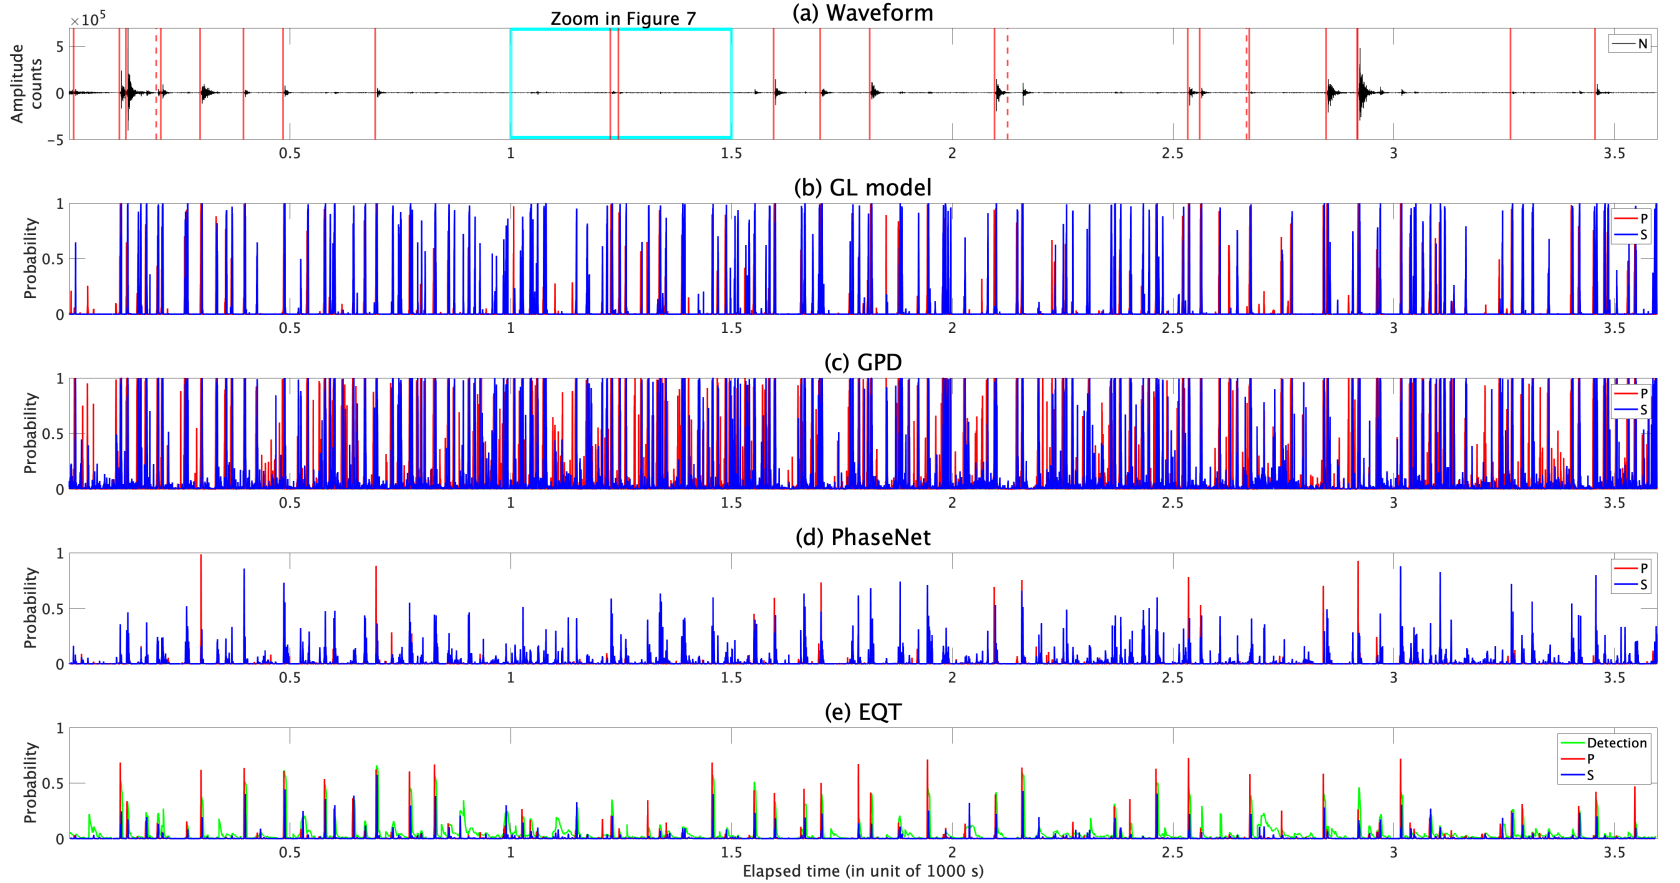 (a) Waveform
×10⁵
Zoom in Figure 7
5
0
-5
Amplitude
counts
N
0.5 1 1.5 2 2.5 3 3.5
(b) GL model
1
0.5
0
Probability
P
S
0.5 1 1.5 2 2.5 3 3.5
(c) GPD
1
0.5
0
Probability
P
S
0.5 1 1.5 2 2.5 3 3.5
(d) PhaseNet
1
0.5
0
Probability
P
S
0.5 1 1.5 2 2.5 3 3.5
(e) EQT
1
0.5
0
Probability
Detection
P
S
0.5 1 1.5 2 2.5 3 3.5
Elapsed time (in unit of 1000 s)